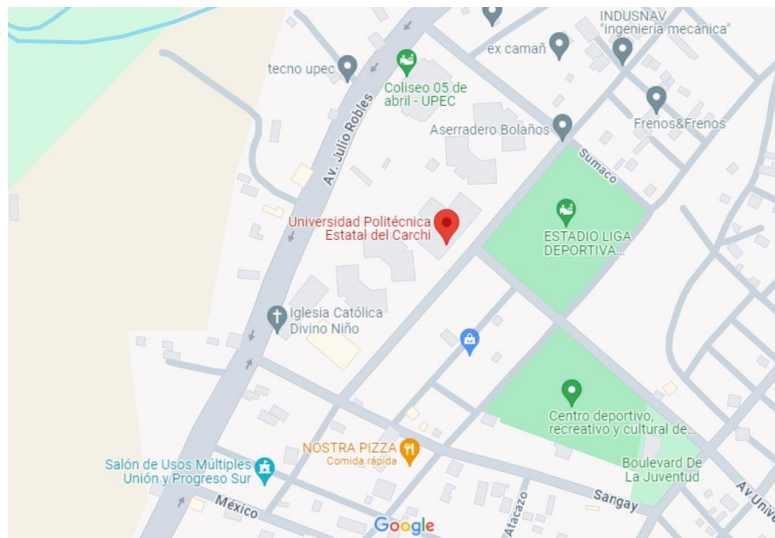 INDUSNAV
"ingeniería mecánica"
ex camañ
tecno upec
Coliseo 05 de
abril - UPEC
Av. Julio Robles
Aserradero Bolaños
Frenos&Frenos
Sumaco
Universidad Politécnica
Estatal del Carchi
ESTADIO LIGA
DEPORTIVA...
Iglesia Católica
Divino Niño
Centro deportivo,
recreativo y cultural de...
NOSTRA PIZZA
Comida rápida
Salón de Usos Múltiples
Unión y Progreso Sur
Boulevard De
La Juventud
México
Atacazo
Sangay
Av Unive
Google